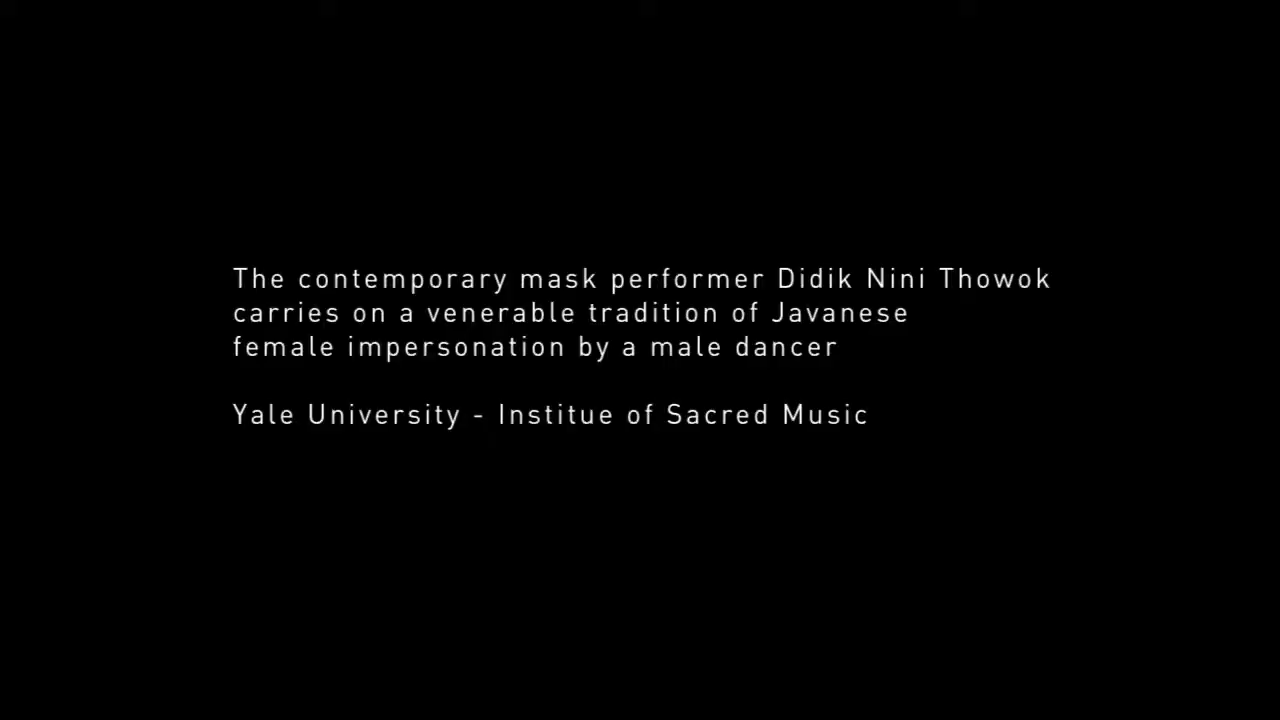 The contemporary mask performer Didik Nini Thowok
carries on a venerable tradition of Javanese
female impersonation by a male dancer
Yale University - Institue of Sacred Music